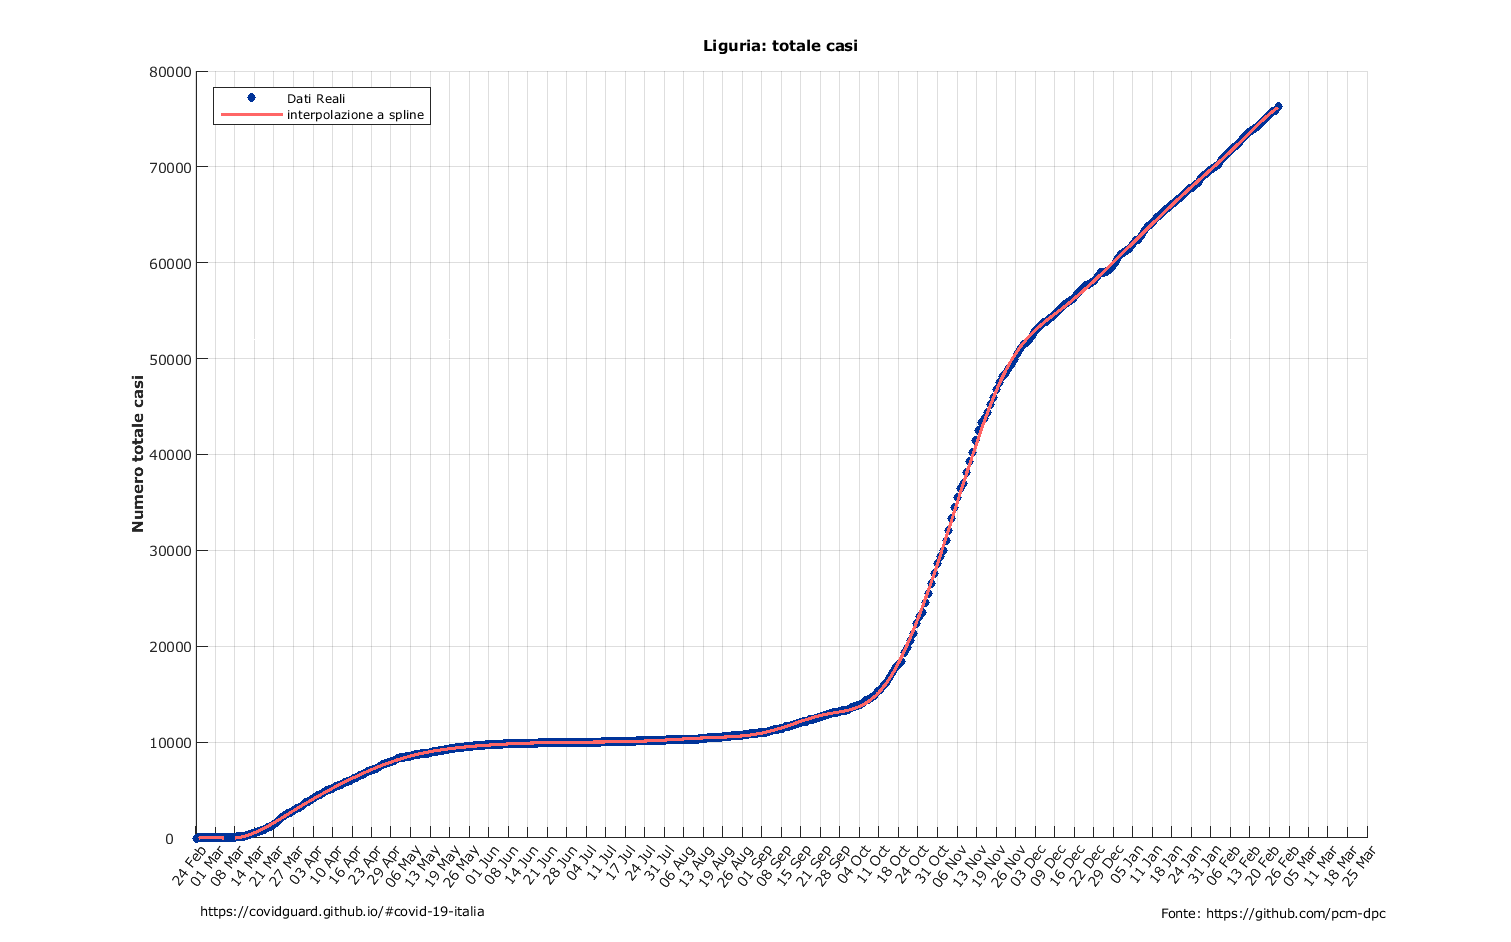 Liguria: totale casi
Dati Reali
interpolazione a spline
Numero totale casi
80000
70000
60000
50000
40000
30000
20000
10000
0
24 Feb
01 Mar
08 Mar
14 Mar
21 Mar
27 Mar
03 Apr
10 Apr
16 Apr
23 Apr
29 Apr
06 May
13 May
19 May
26 May
01 Jun
08 Jun
14 Jun
21 Jun
28 Jun
04 Jul
11 Jul
17 Jul
24 Jul
31 Jul
06 Aug
13 Aug
19 Aug
26 Aug
01 Sep
08 Sep
15 Sep
21 Sep
28 Sep
04 Oct
11 Oct
18 Oct
24 Oct
31 Oct
06 Nov
13 Nov
19 Nov
26 Nov
03 Dec
09 Dec
16 Dec
22 Dec
29 Dec
05 Jan
11 Jan
18 Jan
24 Jan
31 Jan
06 Feb
13 Feb
20 Feb
26 Feb
05 Mar
11 Mar
18 Mar
25 Mar
https://covidguard.github.io/#covid-19-italia
Fonte: https://github.com/pcm-dpc